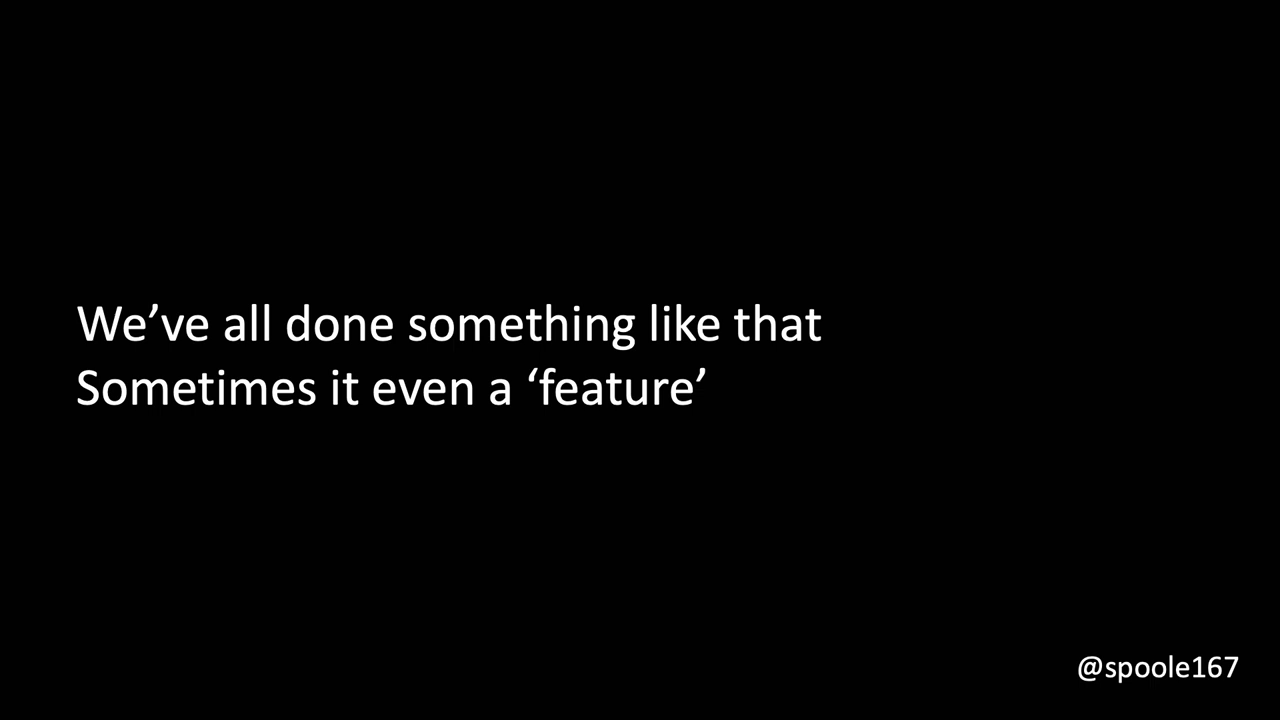 We’ve all done something like that
Sometimes it even a ‘feature’
@spoole167